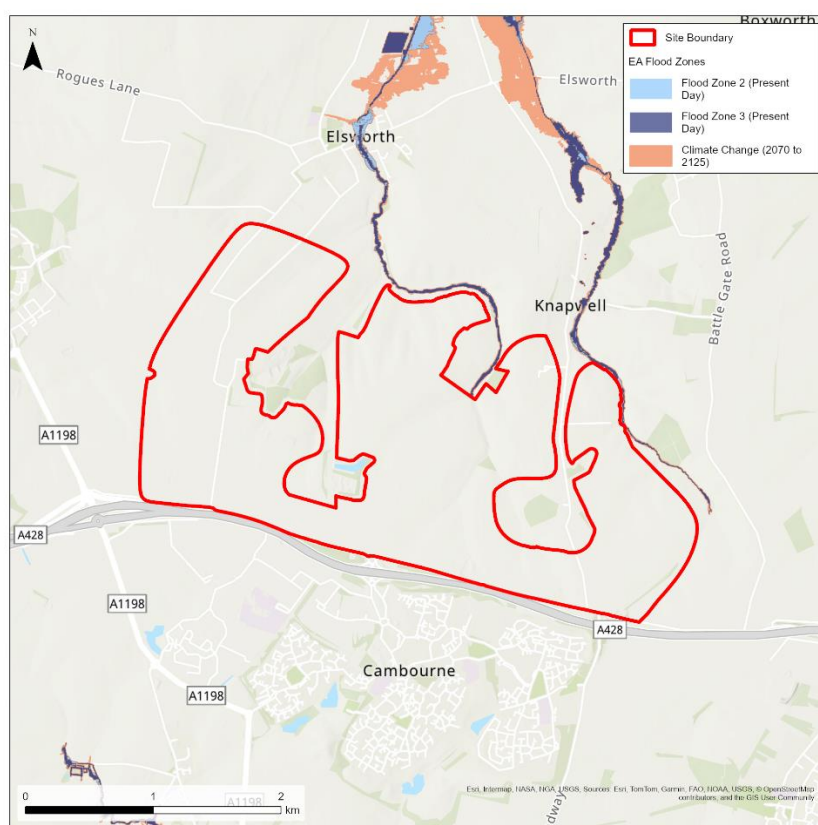 N
Boxworth
Site Boundary
EA Flood Zones
Flood Zone 2 (Present
Day)
Flood Zone 3 (Present
Day)
Climate Change (2070 to
2125)
Rogues Lane
Elsworth
Elsworth
Knapwell
Battle Gate Road
A1198
A428
A1198
A428
Cambourne
A1198
A1198
0 1 2
km
Esri, Intermap, NASA, NGA, USGS, Sources: Esri, TomTom, Garmin, FAO, NOAA, USGS, © OpenStreetMap
contributors, and the GIS User Community